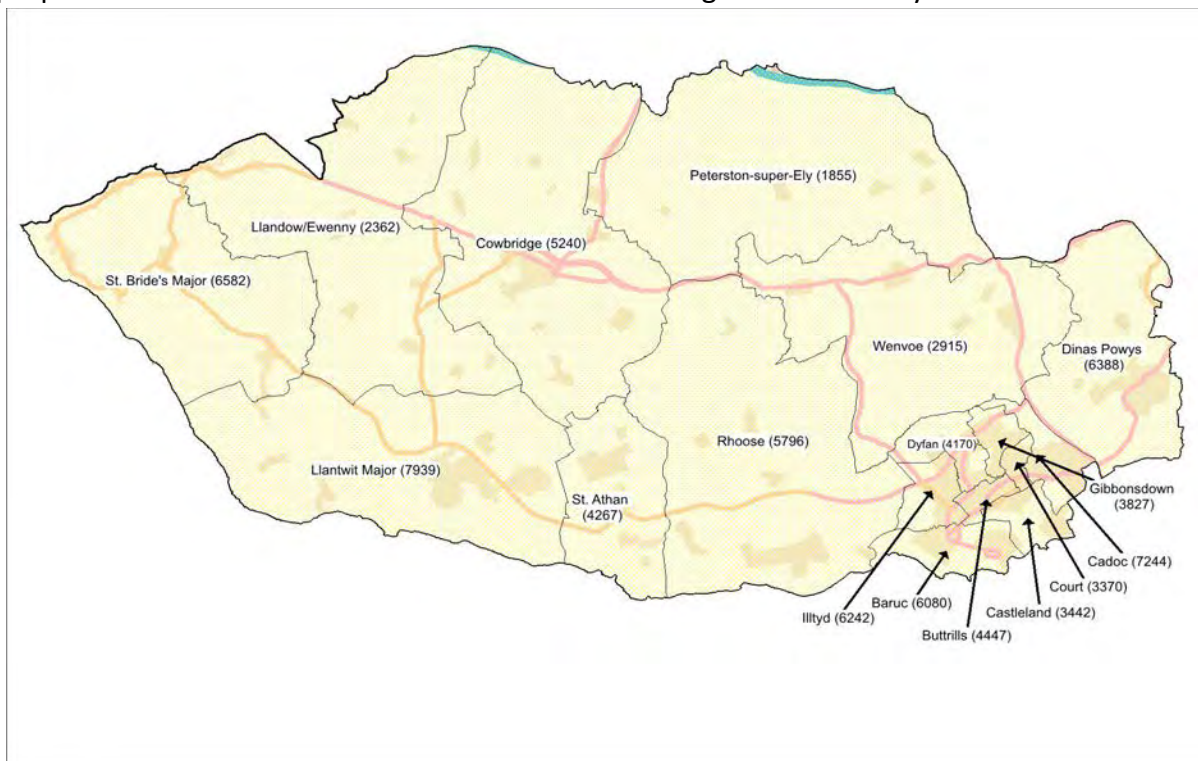 Peterston-super-Ely (1855)
Llandow/Ewenny (2362)
Cowbridge (5240)
St. Bride's Major (6582)
Wenvoe (2915)
Dinas Powys
(6388)
Rhoose (5796)
Dyfan (4170)
Llantwit Major (7939)
St. Athan
(4267)
Gibbonsdown
(3827)
Cadoc (7244)
Court (3370)
Castleland (3442)
Baruc (6080)
Illtyd (6242)
Buttrills (4447)